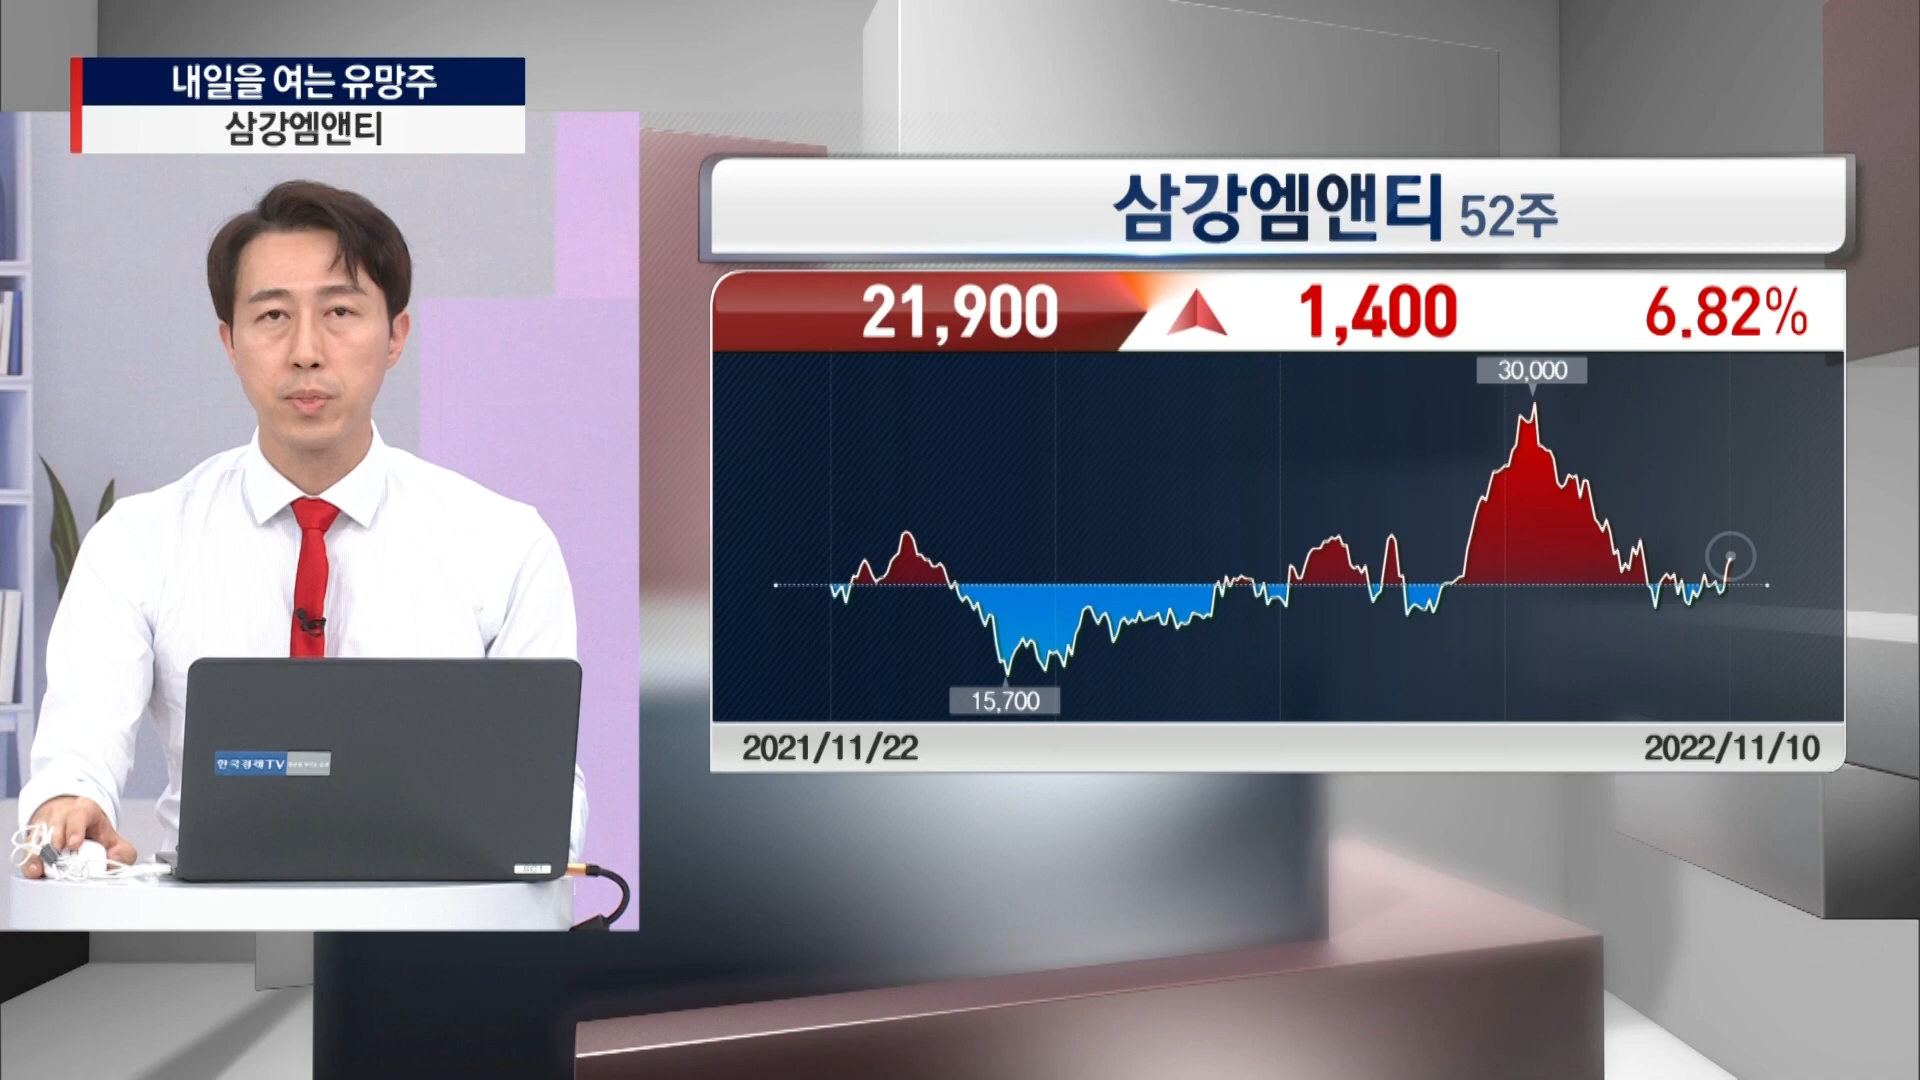 내일을 여는 유망주
삼강엠앤티
삼강엠앤티 52주
21,900 1,400 6.82%
30,000
15,700
2021/11/22 2022/11/10
한국경제TV